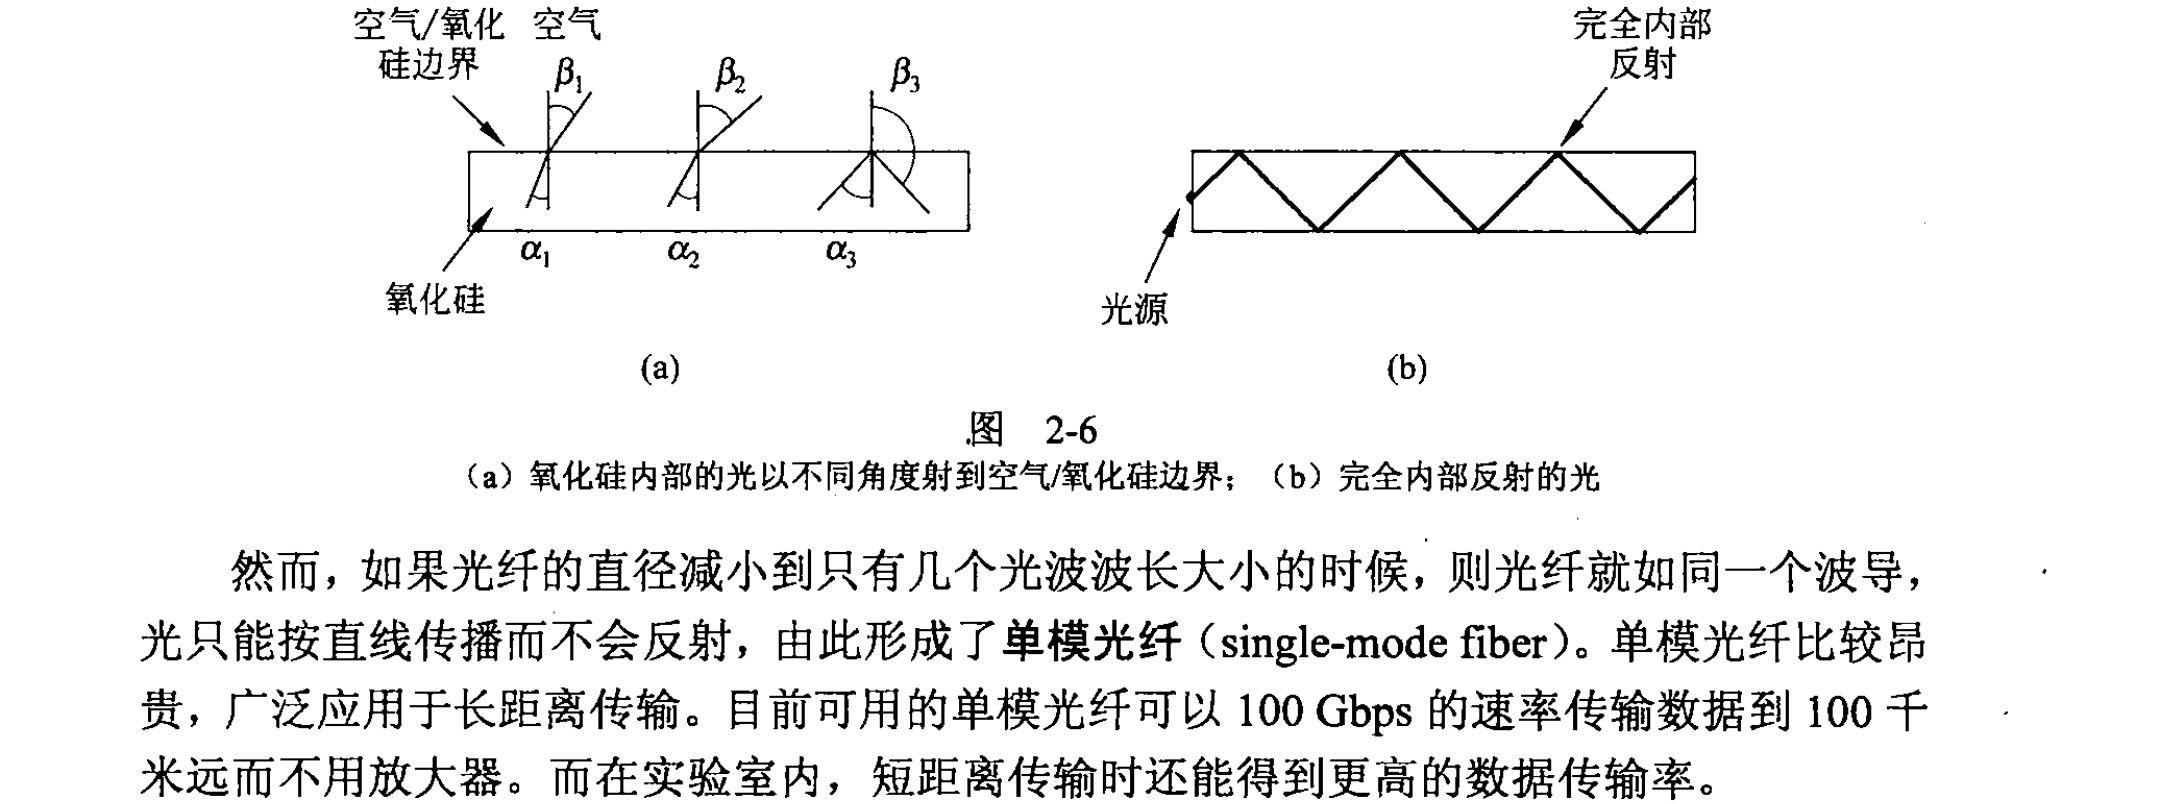 空气/氧化 空气
硅边界
β₁ β₂ β₃
α₁ α₂ α₃
氧化硅
(a)
完全内部
反射
光源
(b)
图 2-6
（a）氧化硅内部的光以不同角度射到空气/氧化硅边界；（b）完全内部反射的光
然而，如果光纤的直径减小到只有几个光波波长大小的时候，则光纤就如同一个波导，
光只能按直线传播而不会反射，由此形成了单模光纤（single-mode fiber）。单模光纤比较昂
贵，广泛应用于长距离传输。目前可用的单模光纤可以 100 Gbps 的速率传输数据到 100 千
米远而不用放大器。而在实验室内，短距离传输时还能得到更高的数据传输率。